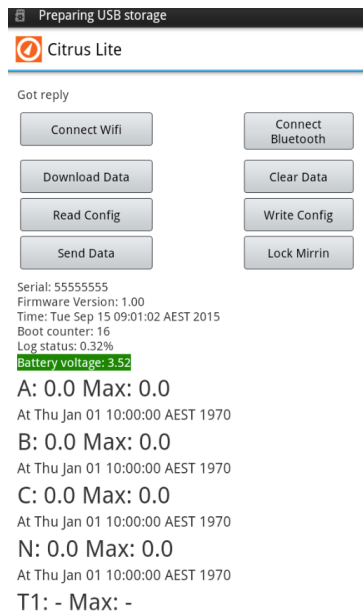 Preparing USB storage
Citrus Lite
Got reply
Connect Wifi
Connect
Bluetooth
Download Data
Clear Data
Read Config
Write Config
Send Data
Lock Mirrin
Serial: 55555555
Firmware Version: 1.00
Time: Tue Sep 15 09:01:02 AEST 2015
Boot counter: 16
Log status: 0.32%
Battery voltage: 3.52
A: 0.0 Max: 0.0
At Thu Jan 01 10:00:00 AEST 1970
B: 0.0 Max: 0.0
At Thu Jan 01 10:00:00 AEST 1970
C: 0.0 Max: 0.0
At Thu Jan 01 10:00:00 AEST 1970
N: 0.0 Max: 0.0
At Thu Jan 01 10:00:00 AEST 1970
T1: - Max: -